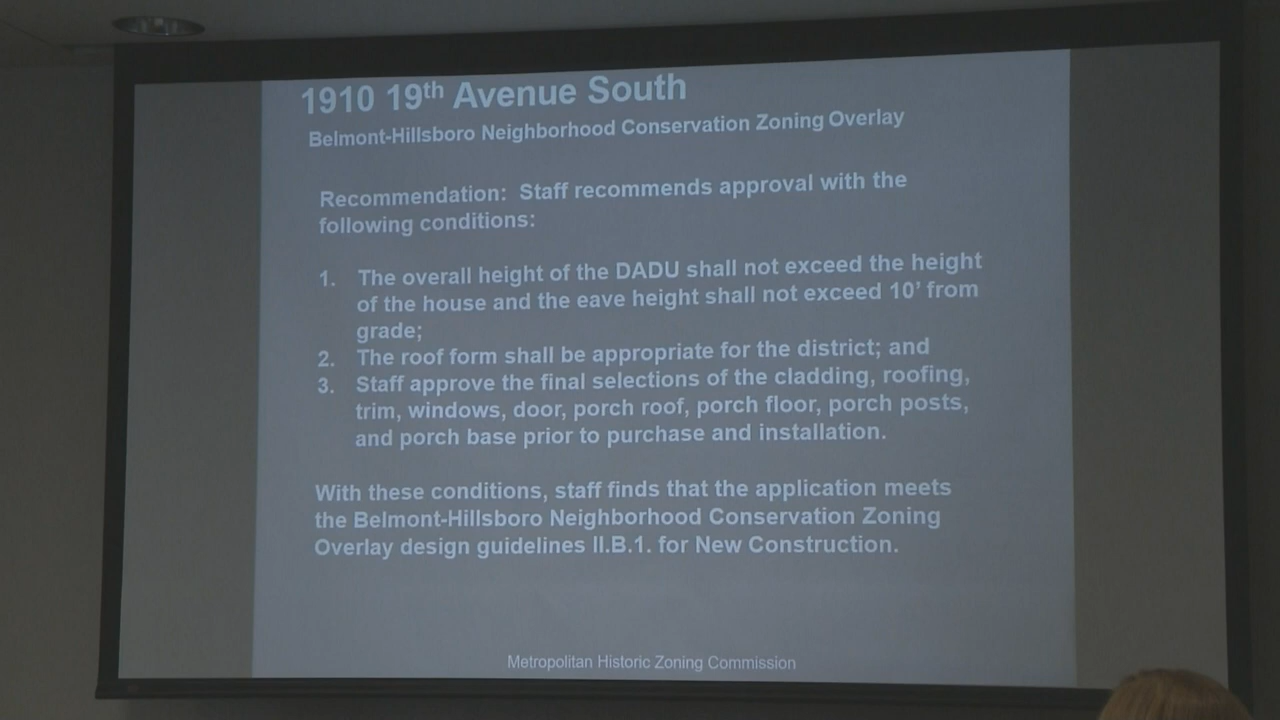 1910 19th Avenue South
Belmont-Hillsboro Neighborhood Conservation Zoning Overlay
Recommendation: Staff recommends approval with the
following conditions:
1. The overall height of the DADU shall not exceed the height
of the house and the eave height shall not exceed 10’ from
grade;
2. The roof form shall be appropriate for the district; and
3. Staff approve the final selections of the cladding, roofing,
trim, windows, door, porch roof, porch floor, porch posts,
and porch base prior to purchase and installation.
With these conditions, staff finds that the application meets
the Belmont-Hillsboro Neighborhood Conservation Zoning
Overlay design guidelines II.B.1. for New Construction.
Metropolitan Historic Zoning Commission